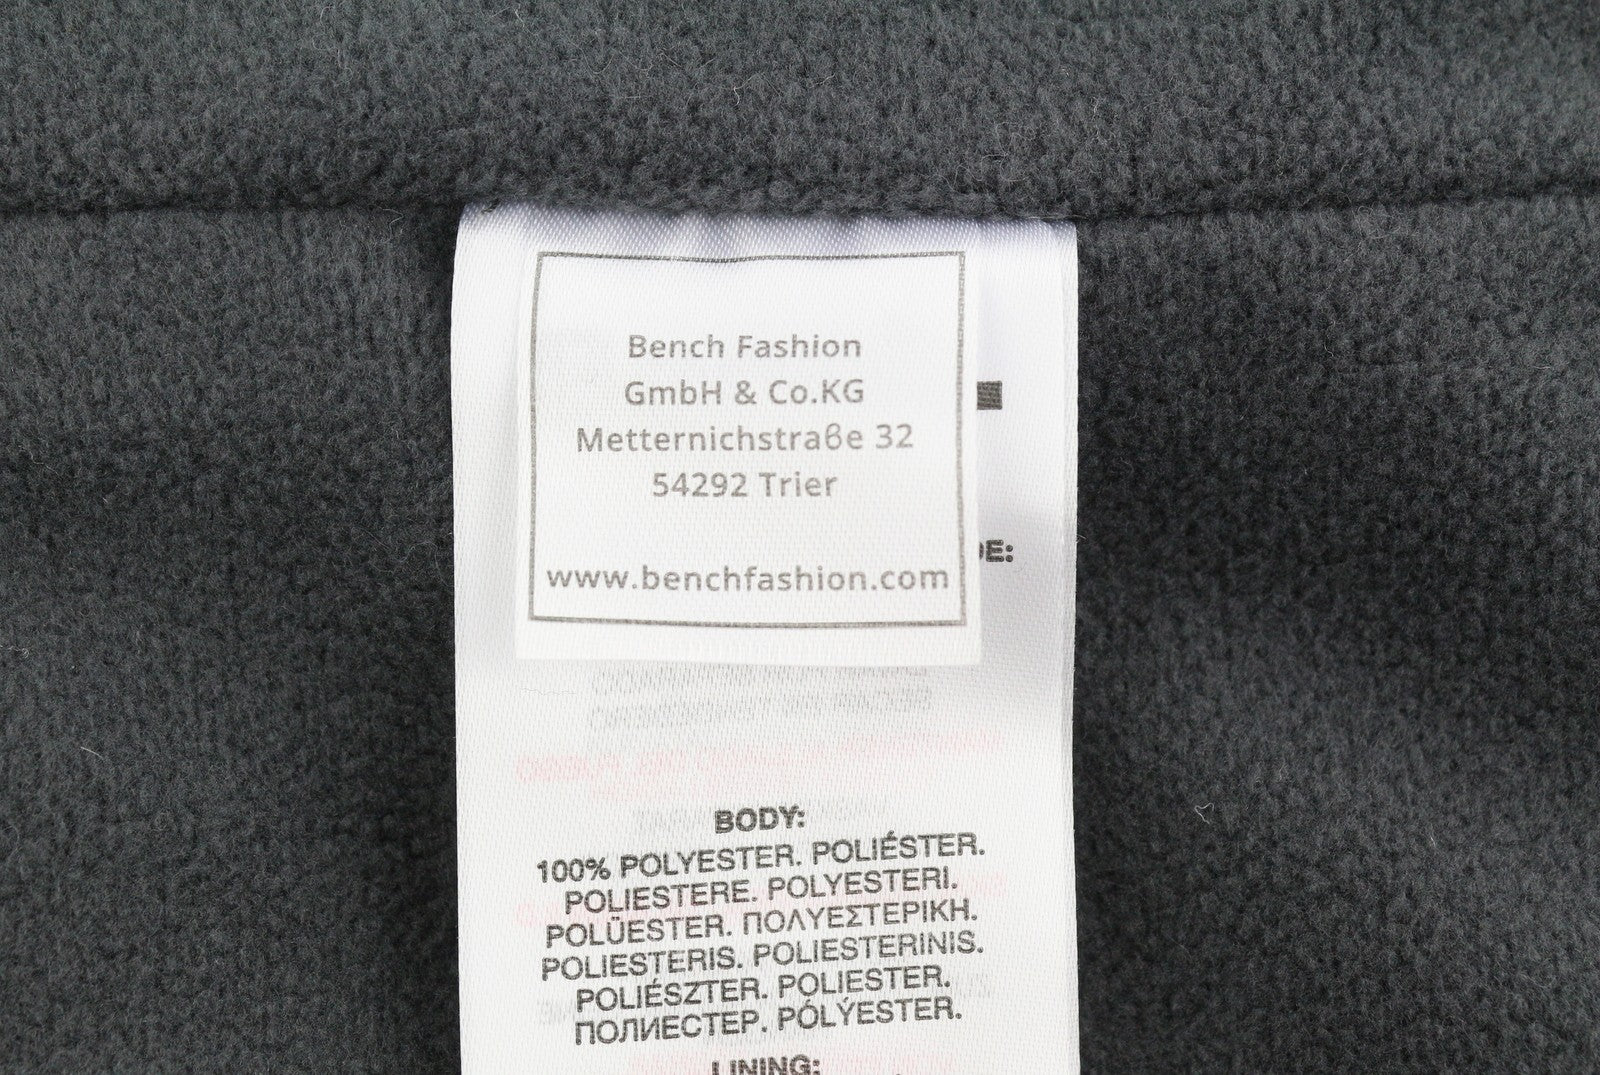 Bench Fashion
GmbH & Co.KG
Metternichstraße 32
54292 Trier
www.benchfashion.com
BODY:
100% POLYESTER. POLIÉSTER.
POLIESTERE. POLYESTERI.
POLÜESTER. ΠΟΛΥΕΣΤΕΡΙΚΗ.
POLIESTERIS. POLIESTERINIS.
POLIÉSZTER. POLIESTER.
ПОЛИЕСТЕР. PÓLÝESTER.
LINING: